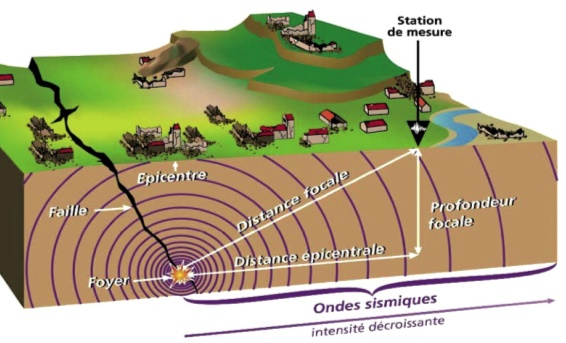 Station
de mesure
Epicentre
Faille
Distance focale
Profondeur
focale
Distance épicentrale
Foyer
Ondes sismiques
intensité décroissante